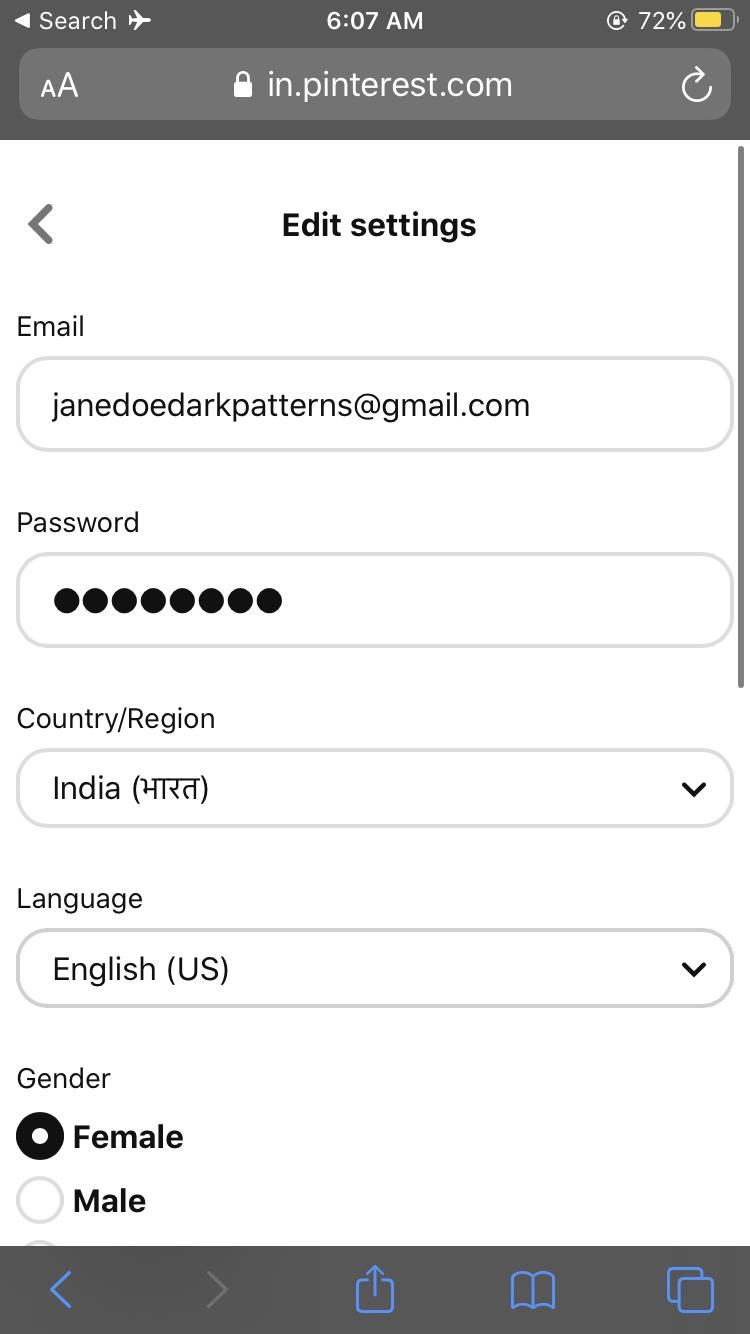 Search
6:07 AM
72%
AA
in.pinterest.com
Edit settings
Email
janedoedarkpatterns@gmail.com
Password
●●●●●●●●
Country/Region
India (भारत)
Language
English (US)
Gender
Female
Male